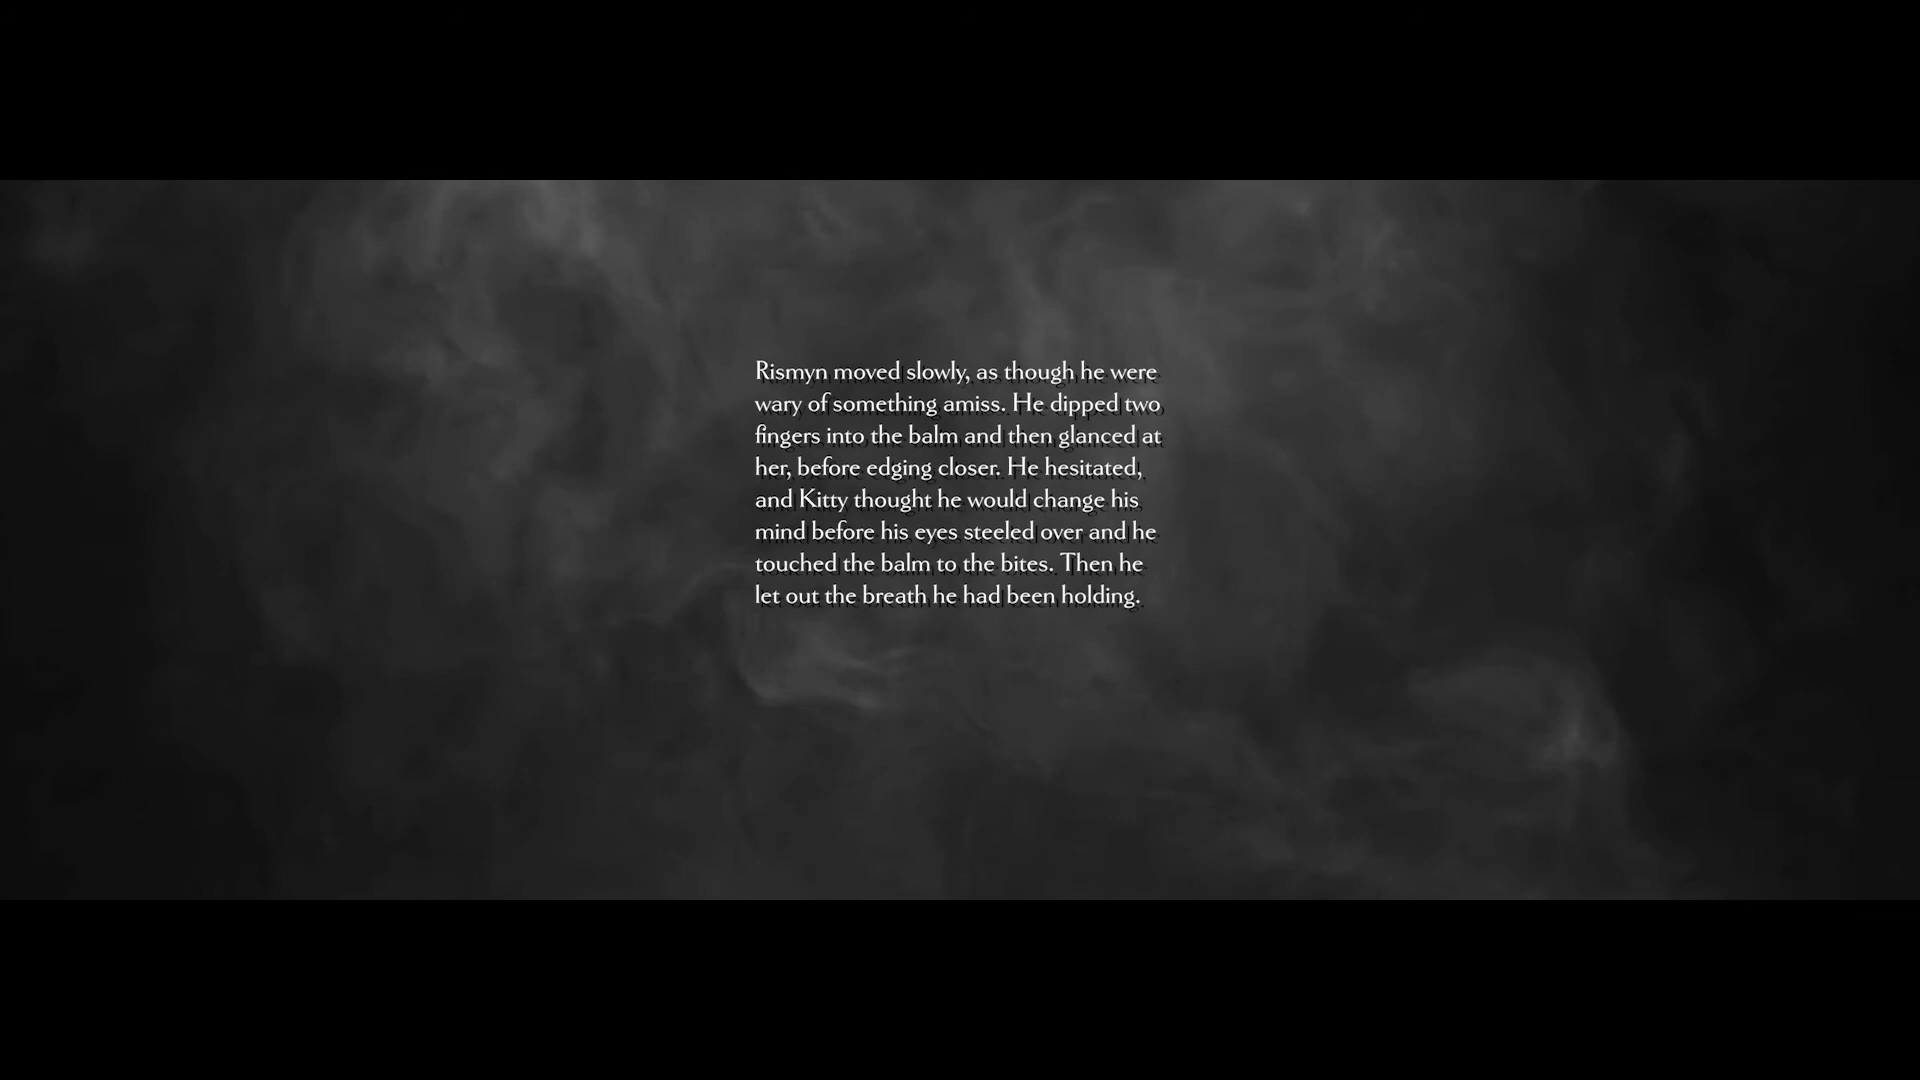 Rismyn moved slowly, as though he were
wary of something amiss. He dipped two
fingers into the balm and then glanced at
her, before edging closer. He hesitated,
and Kitty thought he would change his
mind before his eyes steeled over and he
touched the balm to the bites. Then he
let out the breath he had been holding.